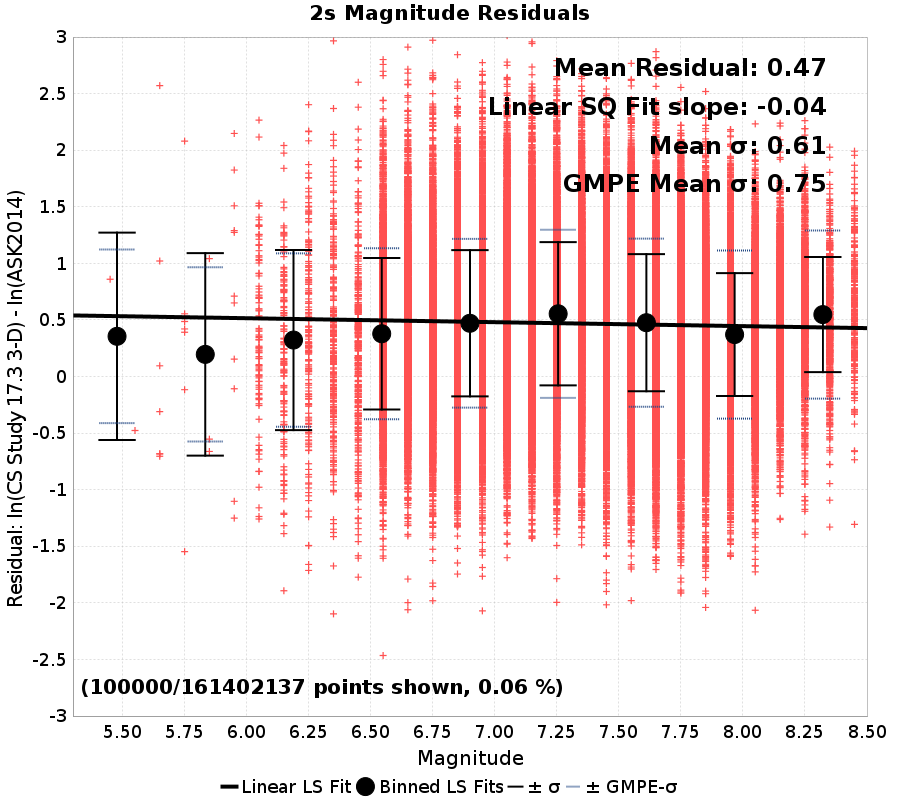 2s Magnitude Residuals
Mean Residual: 0.47
Linear SQ Fit slope: -0.04
Mean σ: 0.61
GMPE Mean σ: 0.75
Residual: ln(CS Study 17.3 3-D) - ln(ASK2014)
3
2.5
2
1.5
1
0.5
0
-0.5
-1
-1.5
-2
-2.5
-3
(100000/161402137 points shown, 0.06 %)
5.50 5.75 6.00 6.25 6.50 6.75 7.00 7.25 7.50 7.75 8.00 8.25 8.50
Magnitude
Linear LS Fit Binned LS Fits ± σ ± GMPE-σ